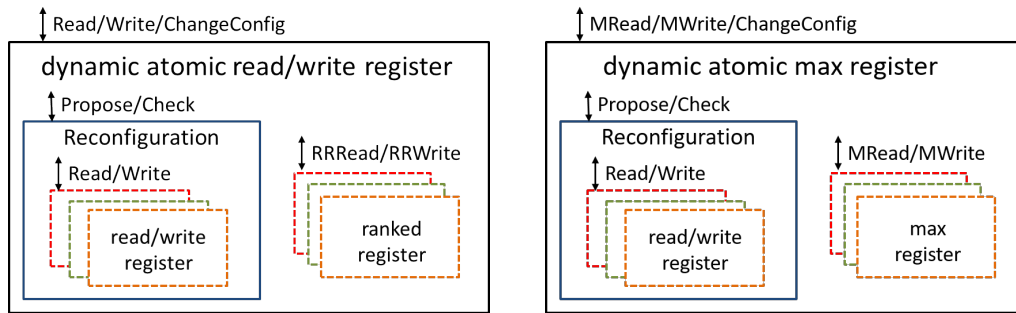 Read/Write/ChangeConfig
dynamic atomic read/write register
Propose/Check
Reconfiguration
Read/Write
read/write
register
RRRead/RRWrite
ranked
register
MRead/MWrite/ChangeConfig
dynamic atomic max register
Propose/Check
Reconfiguration
Read/Write
read/write
register
MRead/MWrite
max
register